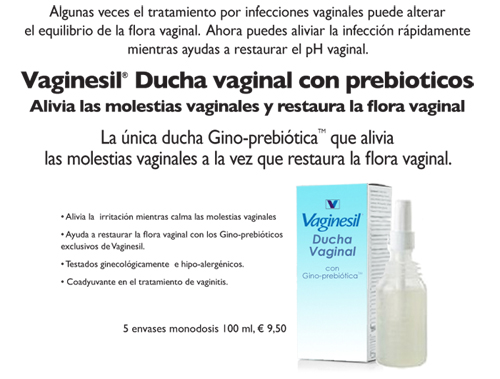 Algunas veces el tratamiento por infecciones vaginales puede alterar
el equilibrio de la flora vaginal. Ahora puedes aliviar la infección rápidamente
mientras ayudas a restaurar el pH vaginal.
Vaginesil® Ducha vaginal con prebioticos
Alivia las molestias vaginales y restaura la flora vaginal
La única ducha Gino-prebiótica™ que alivia
las molestias vaginales a la vez que restaura la flora vaginal.
• Alivia la irritación mientras calma las molestias vaginales
• Ayuda a restaurar la flora vaginal con los Gino-prebióticos
exclusivos de Vaginesil.
• Testados ginecológicamente e hipo-alergénicos.
• Coadyuvante en el tratamiento de vaginitis.
5 envases monodosis 100 ml, € 9,50
V
Vaginesil
Ducha
Vaginal
con
Gino-prebiótica™